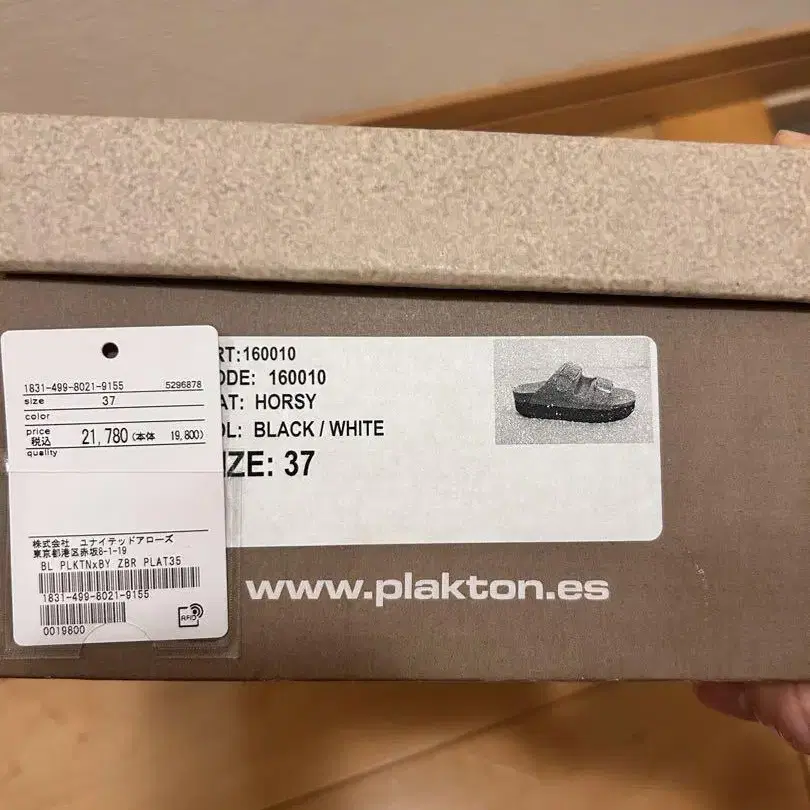 1831-499-8021-9155 5296878
size 37
color
price
税込 21,780 (本体 19,800)
quality
株式会社 ユナイテッドアローズ
東京都港区赤坂8-1-19
BL PLKTNxBY ZBR PLAT35
1831-499-8021-9155
0019800
RFID
RT:160010
ODE: 160010
AT: HORSY
OL: BLACK / WHITE
IZE: 37
www.plakton.es